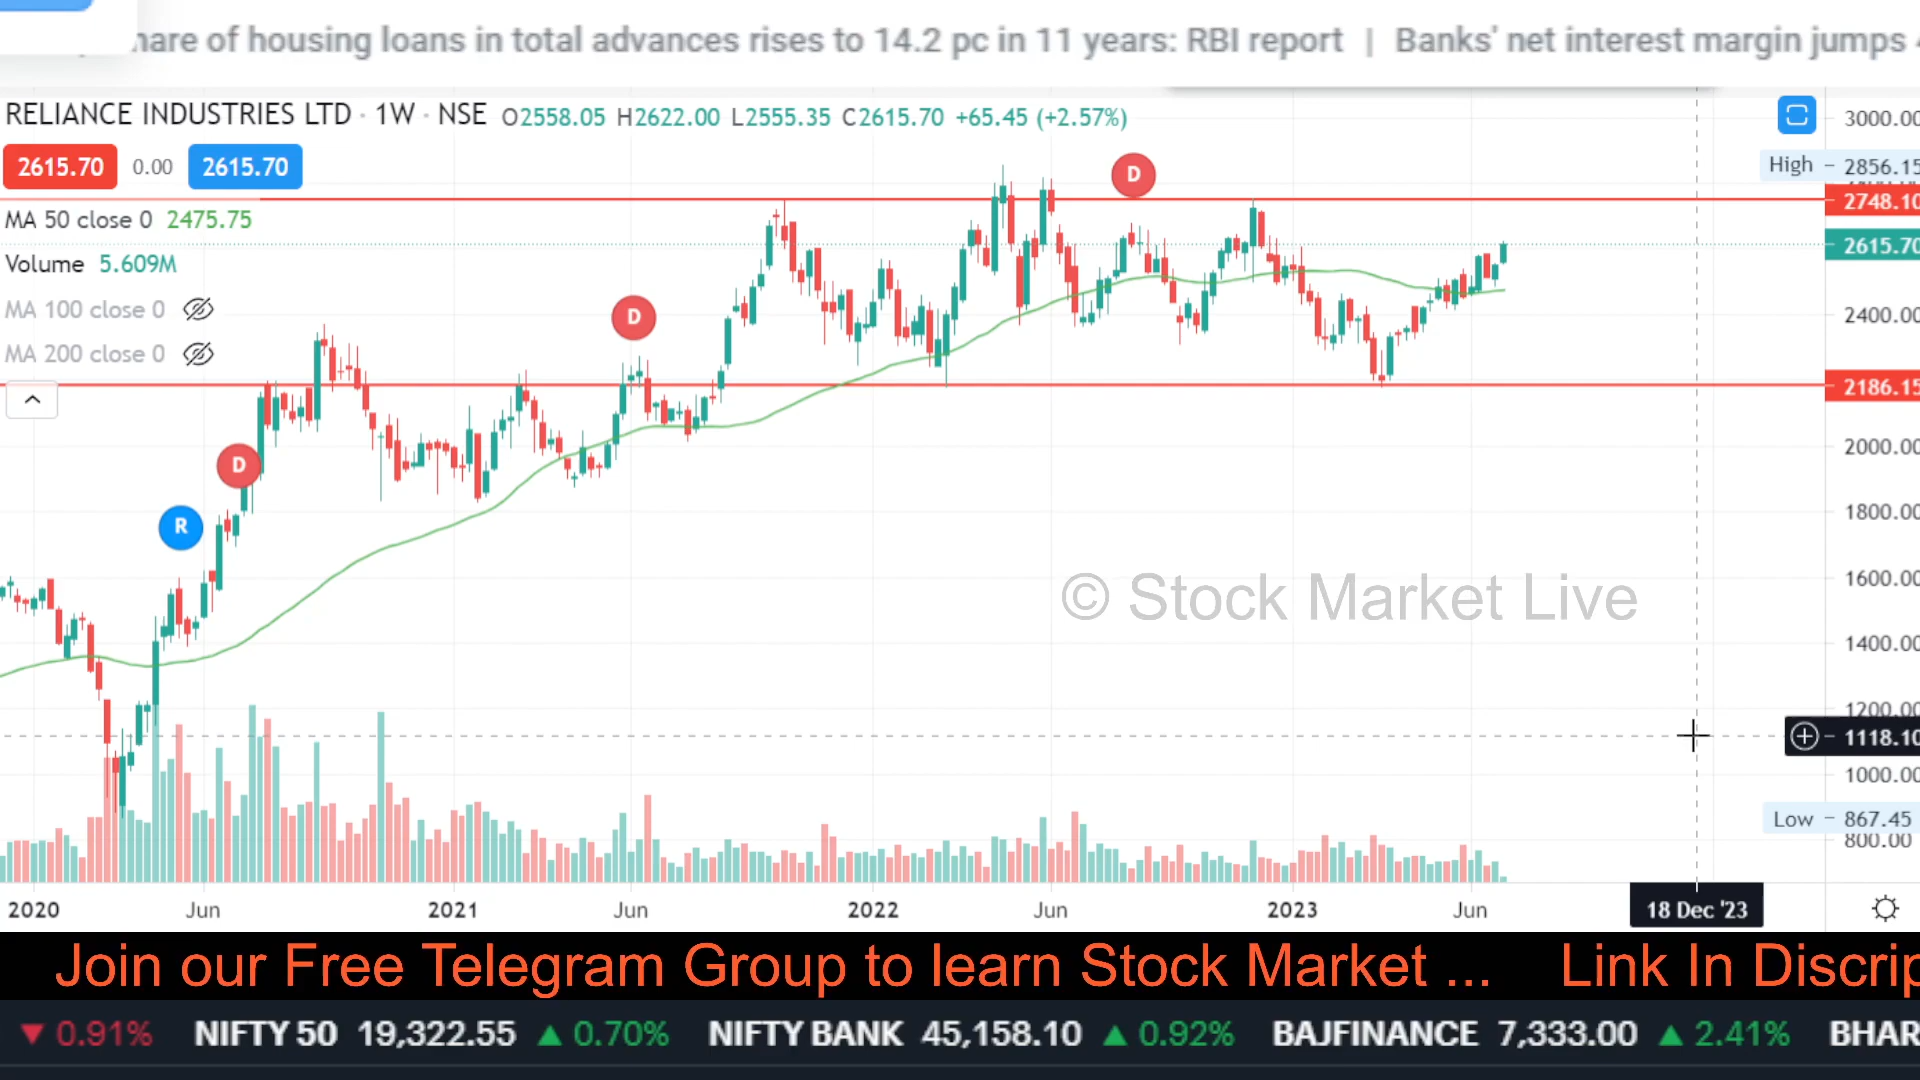 hare of housing loans in total advances rises to 14.2 pc in 11 years: RBI report | Banks' net interest margin jumps
RELIANCE INDUSTRIES LTD · 1W · NSE O2558.05 H2622.00 L2555.35 C2615.70 +65.45 (+2.57%)
3000.00
2615.70 0.00 2615.70
High 2856.15
2748.10
MA 50 close 0 2475.75
2615.70
Volume 5.609M
MA 100 close 0
2400.00
MA 200 close 0
2186.15
D
D
D
R
2000.00
1800.00
1600.00
© Stock Market Live
1400.00
1200.00
1118.10
1000.00
Low 867.45
800.00
2020 Jun 2021 Jun 2022 Jun 2023 Jun 18 Dec '23
Join our Free Telegram Group to learn Stock Market ... Link In Discrip
0.91% NIFTY 50 19,322.55 0.70% NIFTY BANK 45,158.10 0.92% BAJFINANCE 7,333.00 2.41% BHAR